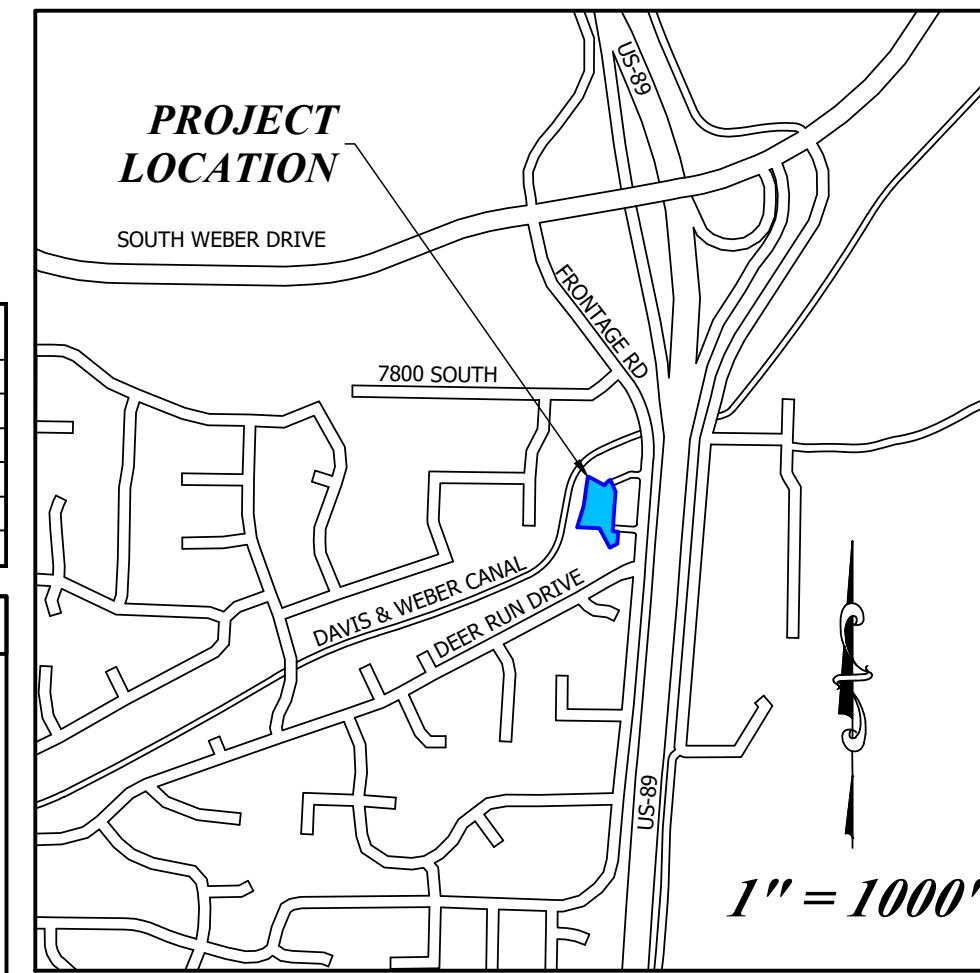 US-89
PROJECT
LOCATION
SOUTH WEBER DRIVE
FRONTAGE RD
7800 SOUTH
DAVIS & WEBER CANAL
DEER RUN DRIVE
US-89
1" = 1000'